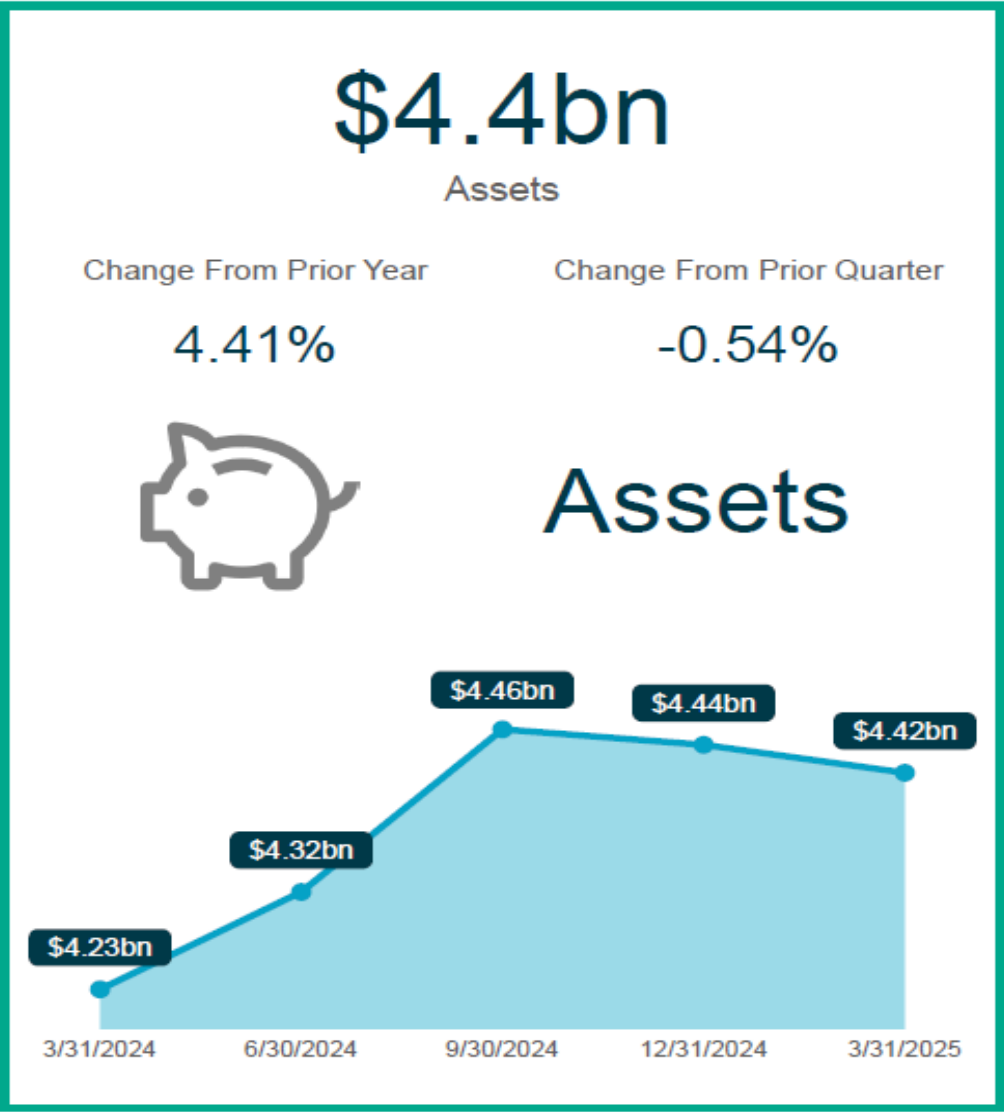 $4.4bn
Assets
Change From Prior Year Change From Prior Quarter
4.41% -0.54%
Assets
$4.46bn
$4.44bn
$4.42bn
$4.32bn
$4.23bn
3/31/2024 6/30/2024 9/30/2024 12/31/2024 3/31/2025